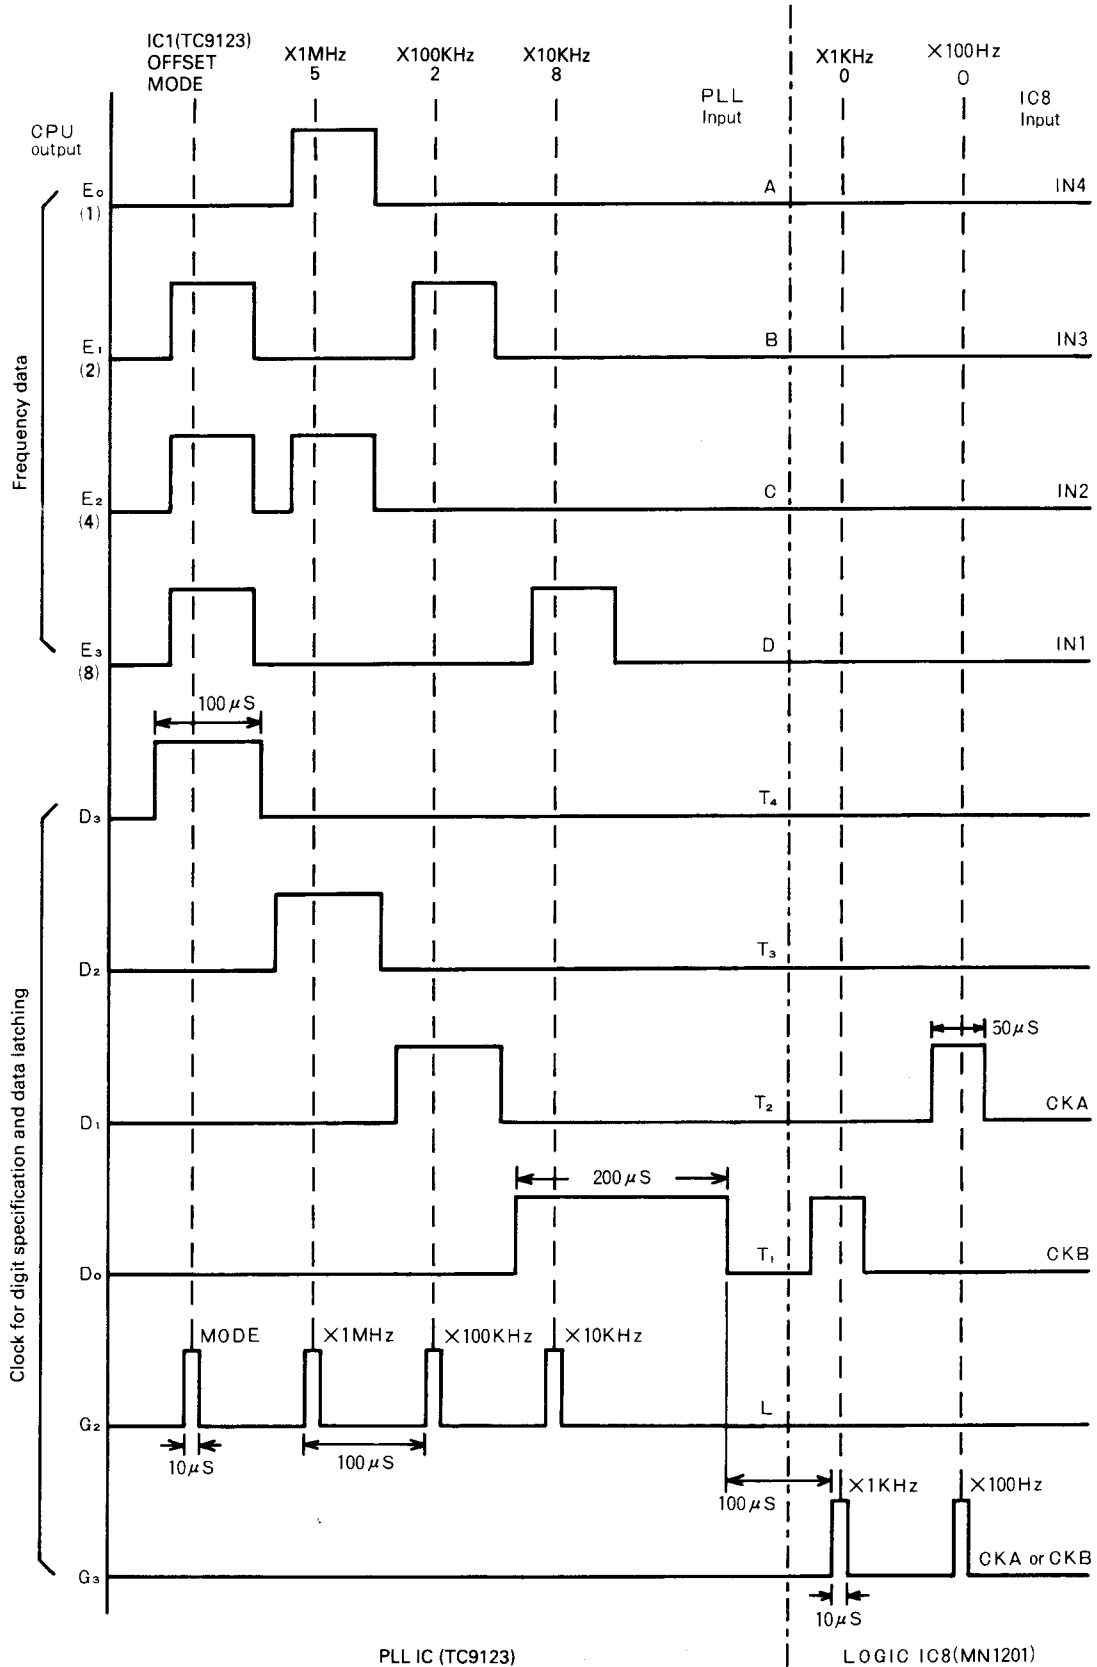 IC1(TC9123)
OFFSET
MODE
X1MHz
5
X100KHz
2
X10KHz
8
X1KHz
0
×100Hz
0
PLL
Input
IC8
Input
CPU
output
Frequency data
E₀
(1)
A
IN4
E₁
(2)
B
IN3
E₂
(4)
C
IN2
E₃
(8)
D
IN1
Clock for digit specification and data latching
100μS
D₃
T₄
D₂
T₃
50μS
D₁
T₂
CKA
200μS
D₀
T₁
CKB
MODE
×1MHz
×100KHz
×10KHz
G₂
L
10μS
100μS
100μS
×1KHz
×100Hz
G₃
CKA or CKB
10μS
PLL IC (TC9123)
LOGIC IC8(MN1201)